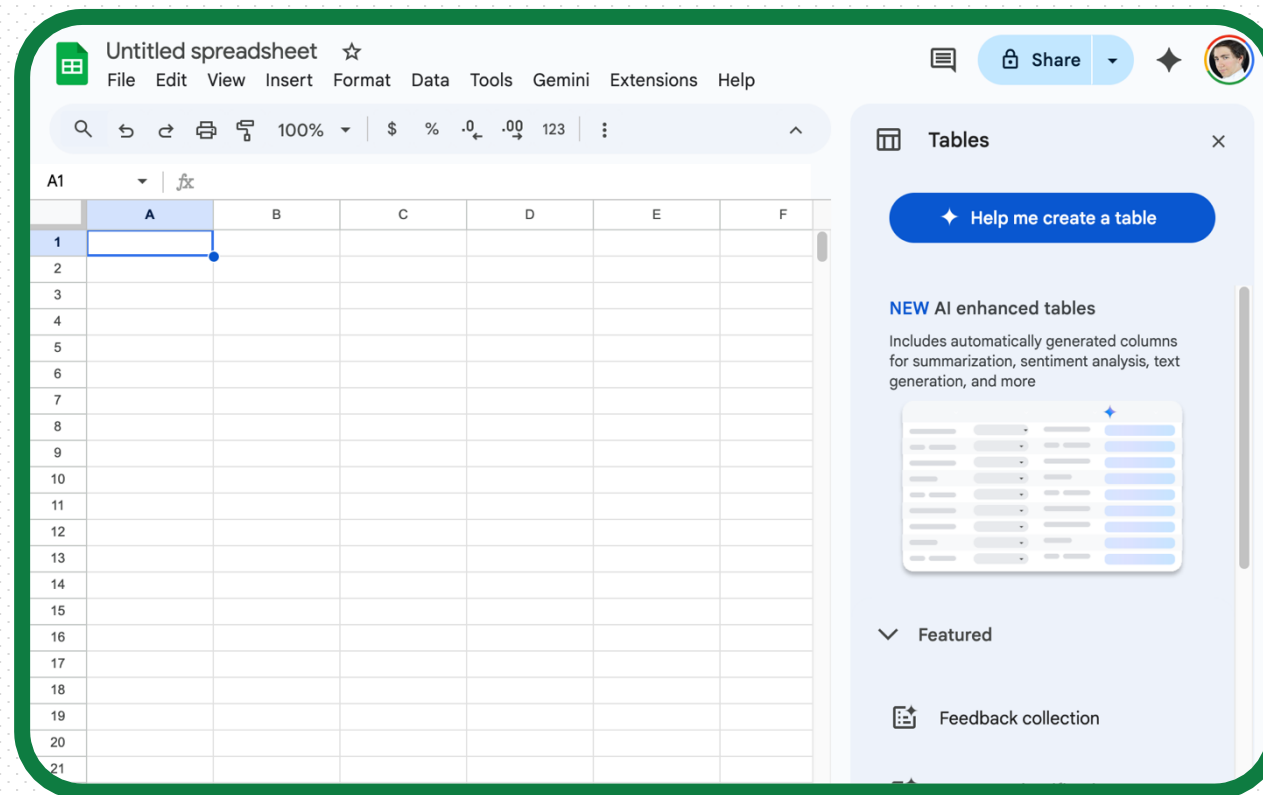 Untitled spreadsheet
File Edit View Insert Format Data Tools Gemini Extensions Help
Share
100% $ % .0 .00 123
A1 fx
A B C D E F
1
2
3
4
5
6
7
8
9
10
11
12
13
14
15
16
17
18
19
20
21
Tables
Help me create a table
NEW AI enhanced tables
Includes automatically generated columns
for summarization, sentiment analysis, text
generation, and more
Featured
Feedback collection